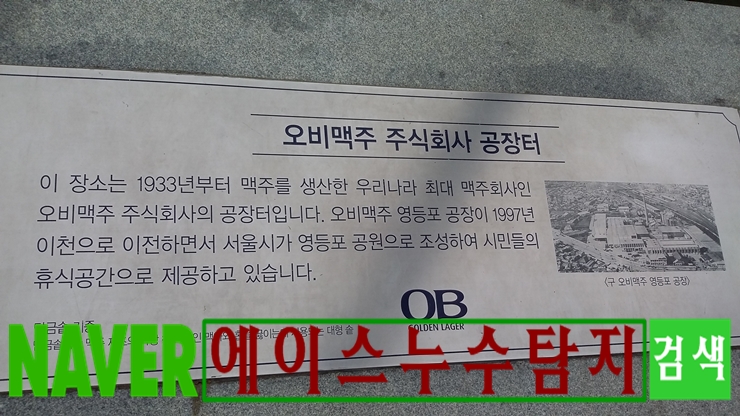 오비맥주 주식회사 공장터
이 장소는 1933년부터 맥주를 생산한 우리나라 최대 맥주회사인
오비맥주 주식회사의 공장터입니다. 오비맥주 영등포 공장이 1997년
이천으로 이전하면서 서울시가 영등포 공원으로 조성하여 시민들의
휴식공간으로 제공하고 있습니다.
〈구 오비맥주 영등포 공장〉
OB
GOLDEN LAGER
대형 솥
NAVER 에이스누수탐지 검색